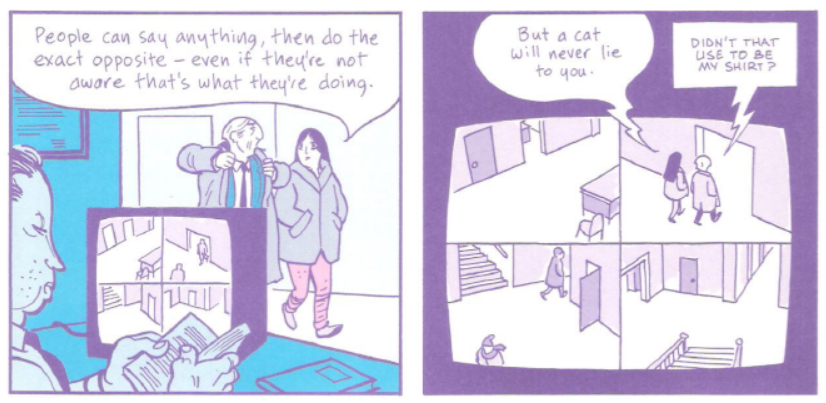 People can say anything, then do the
exact opposite – even if they're not
aware that's what they're doing.
But a cat
will never lie
to you.
DIDN'T THAT
USE TO BE
MY SHIRT?